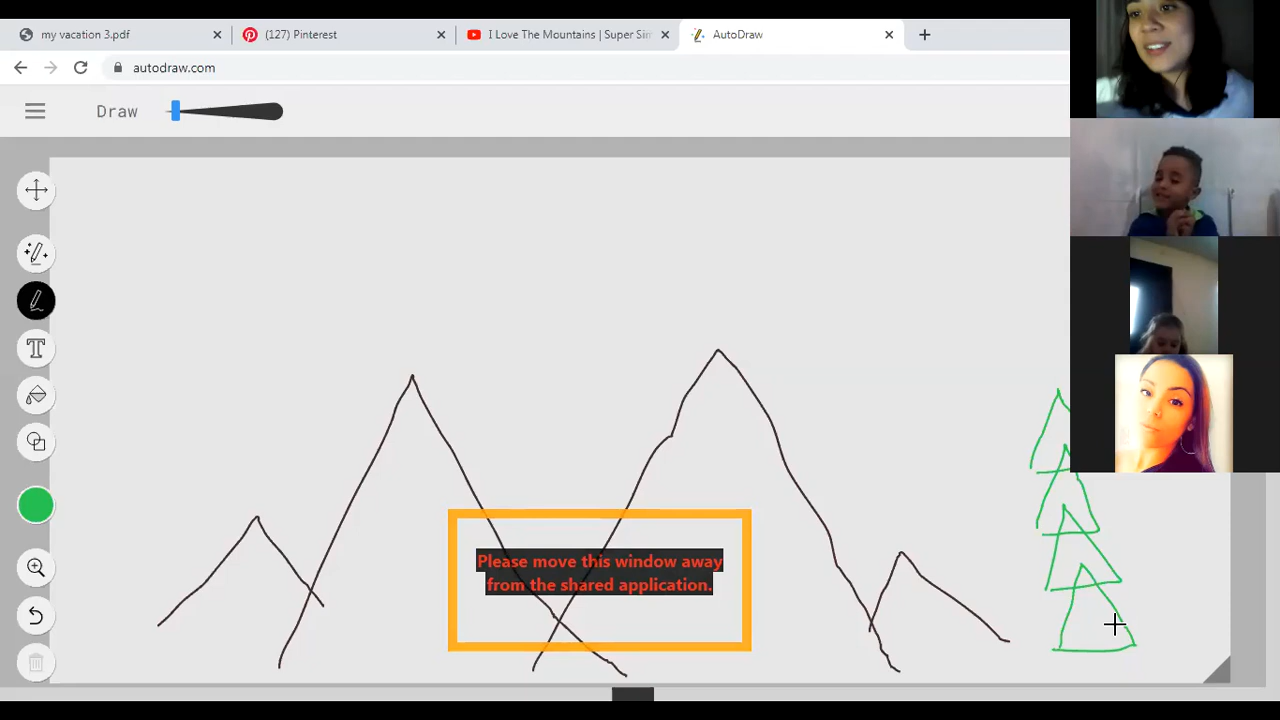 my vacation 3.pdf
(127) Pinterest
I Love The Mountains | Super Sim
AutoDraw
autodraw.com
Draw
T
Please move this window away
from the shared application.